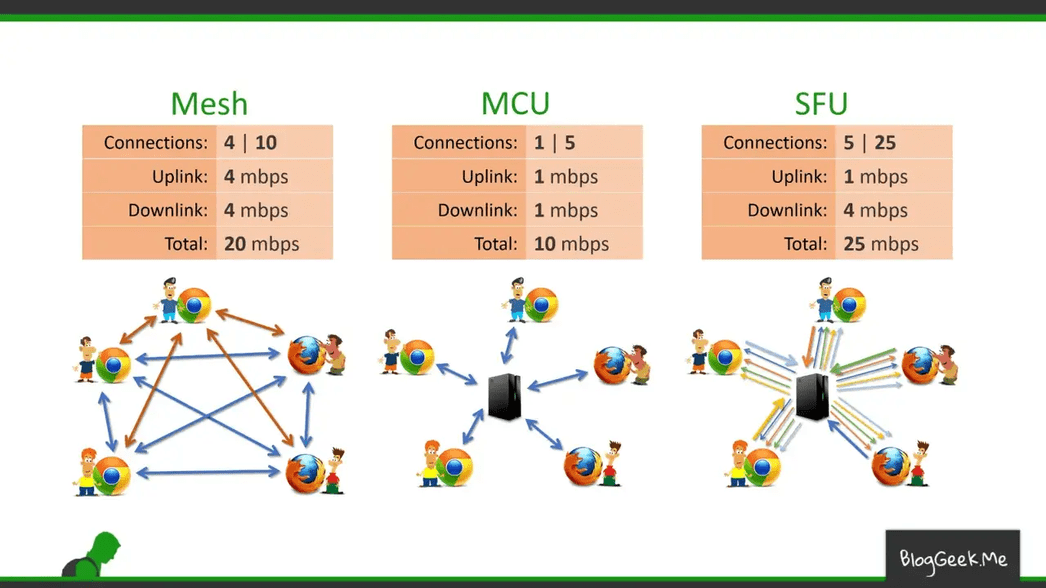 Mesh
Connections: 4 | 10
Uplink: 4 mbps
Downlink: 4 mbps
Total: 20 mbps
MCU
Connections: 1 | 5
Uplink: 1 mbps
Downlink: 1 mbps
Total: 10 mbps
SFU
Connections: 5 | 25
Uplink: 1 mbps
Downlink: 4 mbps
Total: 25 mbps
BLOGGEEK.ME